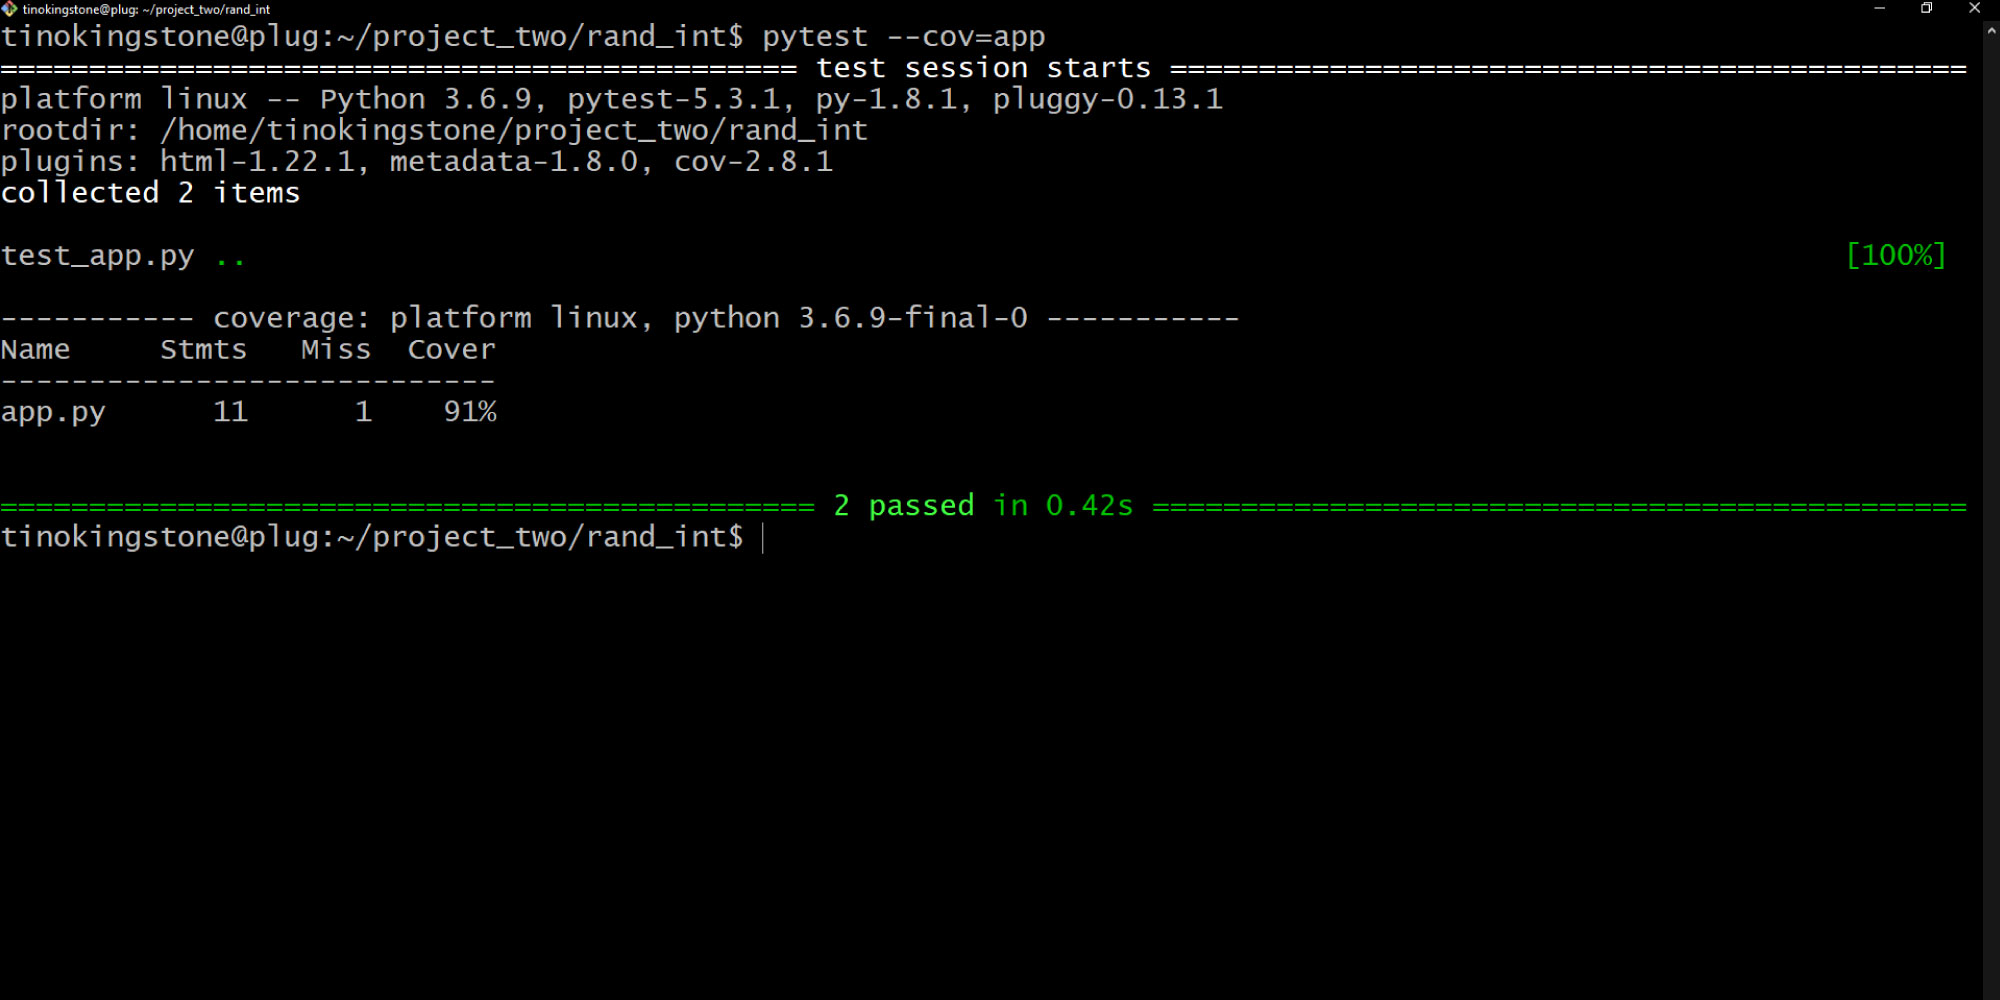 tinokingstone@plug: ~/project_two/rand_int
tinokingstone@plug:~/project_two/rand_int$ pytest --cov=app
============================================= test session starts =============================================
platform linux -- Python 3.6.9, pytest-5.3.1, py-1.8.1, pluggy-0.13.1
rootdir: /home/tinokingstone/project_two/rand_int
plugins: html-1.22.1, metadata-1.8.0, cov-2.8.1
collected 2 items
test_app.py .. [100%]
----------- coverage: platform linux, python 3.6.9-final-0 -----------
Name Stmts Miss Cover
----------------------------
app.py 11 1 91%
============================================== 2 passed in 0.42s ==============================================
tinokingstone@plug:~/project_two/rand_int$